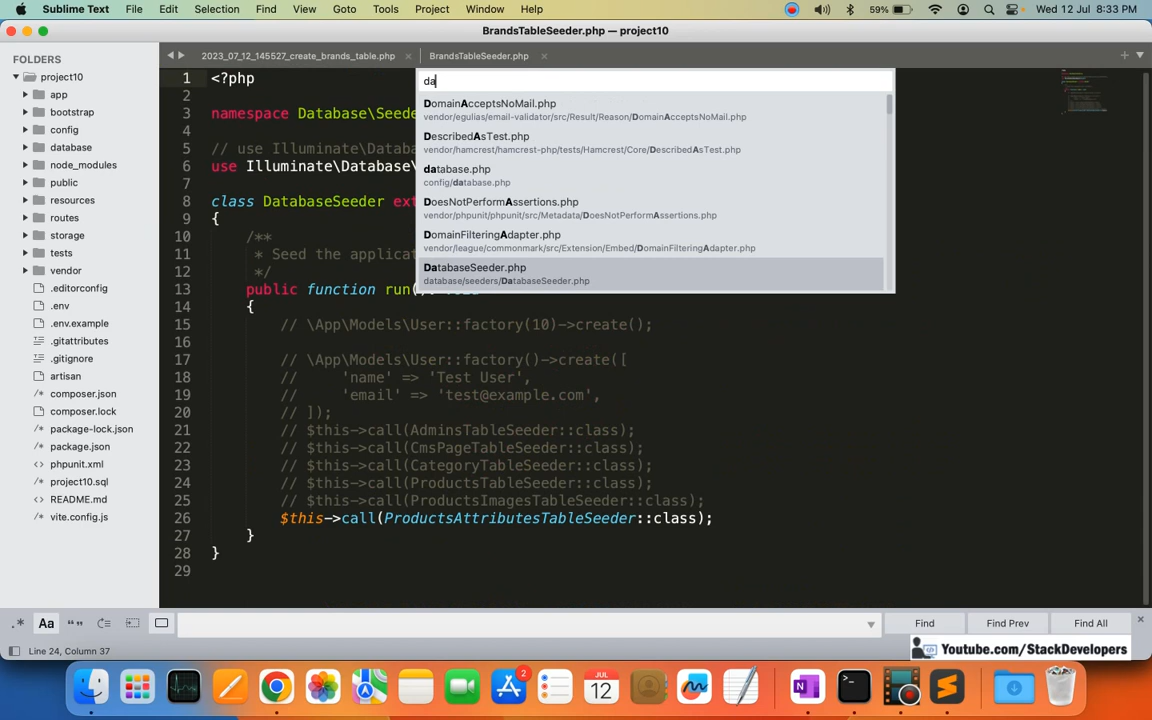 Sublime Text File Edit Selection Find View Goto Tools Project Window Help 59% Wed 12 Jul 8:33 PM
BrandsTableSeeder.php — project10
FOLDERS
project10
app
bootstrap
config
database
node_modules
public
resources
routes
storage
tests
vendor
.editorconfig
.env
.env.example
.gitattributes
.gitignore
artisan
composer.json
composer.lock
package-lock.json
package.json
phpunit.xml
project10.sql
README.md
vite.config.js
2023_07_12_145527_create_brands_table.php BrandsTableSeeder.php
da
DomainAcceptsNoMail.php
vendor/egulias/email-validator/src/Result/Reason/DomainAcceptsNoMail.php
DescribedAsTest.php
vendor/hamcrest/hamcrest-php/tests/Hamcrest/Core/DescribedAsTest.php
database.php
config/database.php
DoesNotPerformAssertions.php
vendor/phpunit/phpunit/src/Metadata/DoesNotPerformAssertions.php
DomainFilteringAdapter.php
vendor/league/commonmark/src/Extension/Embed/DomainFilteringAdapter.php
DatabaseSeeder.php
database/seeders/DatabaseSeeder.php
1 <?php
2
3 namespace Database\Seede
4
5 // use Illuminate\Databa
6 use Illuminate\Database\
7
8 class DatabaseSeeder ext
9 {
10 /**
11 * Seed the applicat
12 */
13 public function run()
14 {
15 // \App\Models\User::factory(10)->create();
16
17 // \App\Models\User::factory()->create([
18 // 'name' => 'Test User',
19 // 'email' => 'test@example.com',
20 // ]);
21 // $this->call(AdminsTableSeeder::class);
22 // $this->call(CmsPageTableSeeder::class);
23 // $this->call(CategoryTableSeeder::class);
24 // $this->call(ProductsTableSeeder::class);
25 // $this->call(ProductsImagesTableSeeder::class);
26 $this->call(ProductsAttributesTableSeeder::class);
27 }
28 }
29
.* Aa “” Find Find Prev Find All
Line 24, Column 37
Youtube.com/StackDevelopers
2
JUL
12